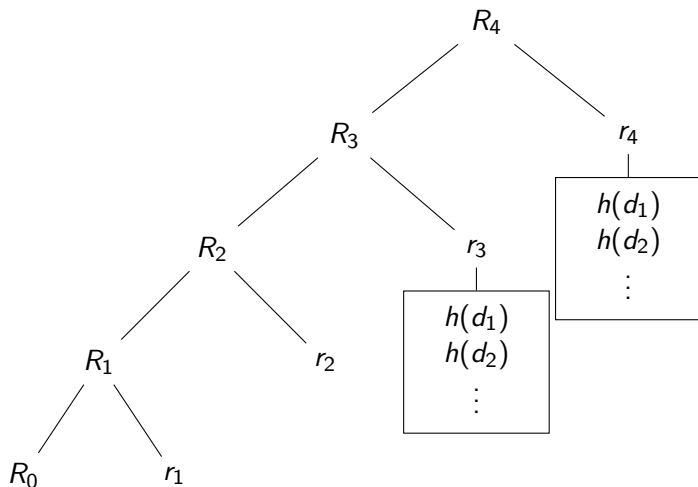 R₄
R₃ r₄
h(d₁)
h(d₂)
⋮
R₂ r₃
h(d₁)
h(d₂)
⋮
R₁ r₂
R₀ r₁